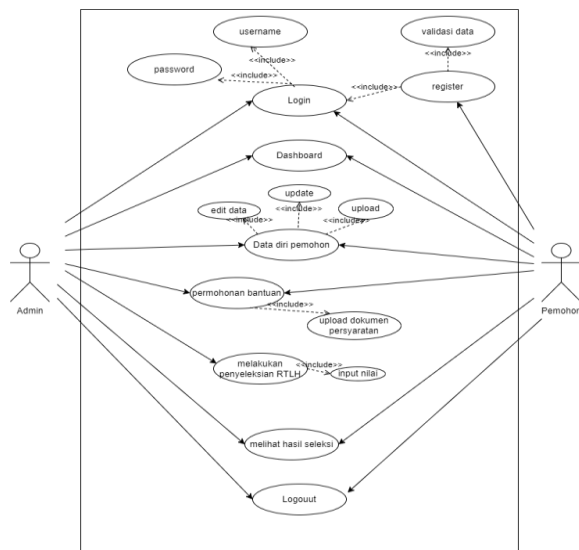 username
validasi data
<<include>>
<<include>>
password
<<include>>
<<include>>
register
Login
Dashboard
update
edit data
<<include>>
upload
<<include>>
<<include>>
Data diri pemohon
Admin
Pemohon
permohonan bantuan
<<include>>
upload dokumen
persyaratan
melakukan
penyeleksian RTLH
<<include>>
input nilai
melihat hasil seleksi
Logouut